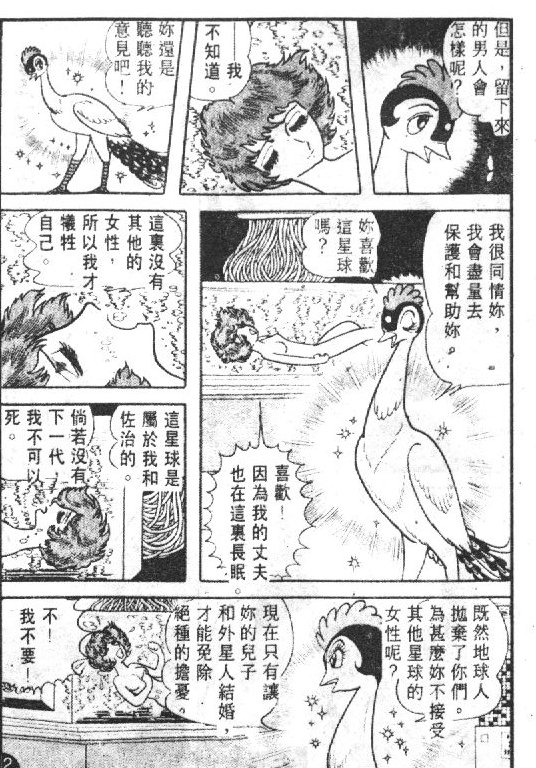 但是，留下來
的男人會
怎樣呢？
我
不知道。
妳還是
聽聽我的
意見吧！
我很同情妳，
我會盡量去
保護和幫助妳。
妳喜歡
這星球
嗎？
喜歡！
因為我的丈夫
也在這裏長眠。
這裏沒有
其他的
女性，
所以我才
犧牲
自己。
這星球是
屬於我和
佐治的。
倘若沒有
下一代，
我不可以
死。
既然地球人
拋棄了你們。
為甚麼妳不接受
其他星球的
女性呢？
現在只有讓
妳的兒子
和外星人結婚，
才能免除
絕種的擔憂。
不！
我不要！
2